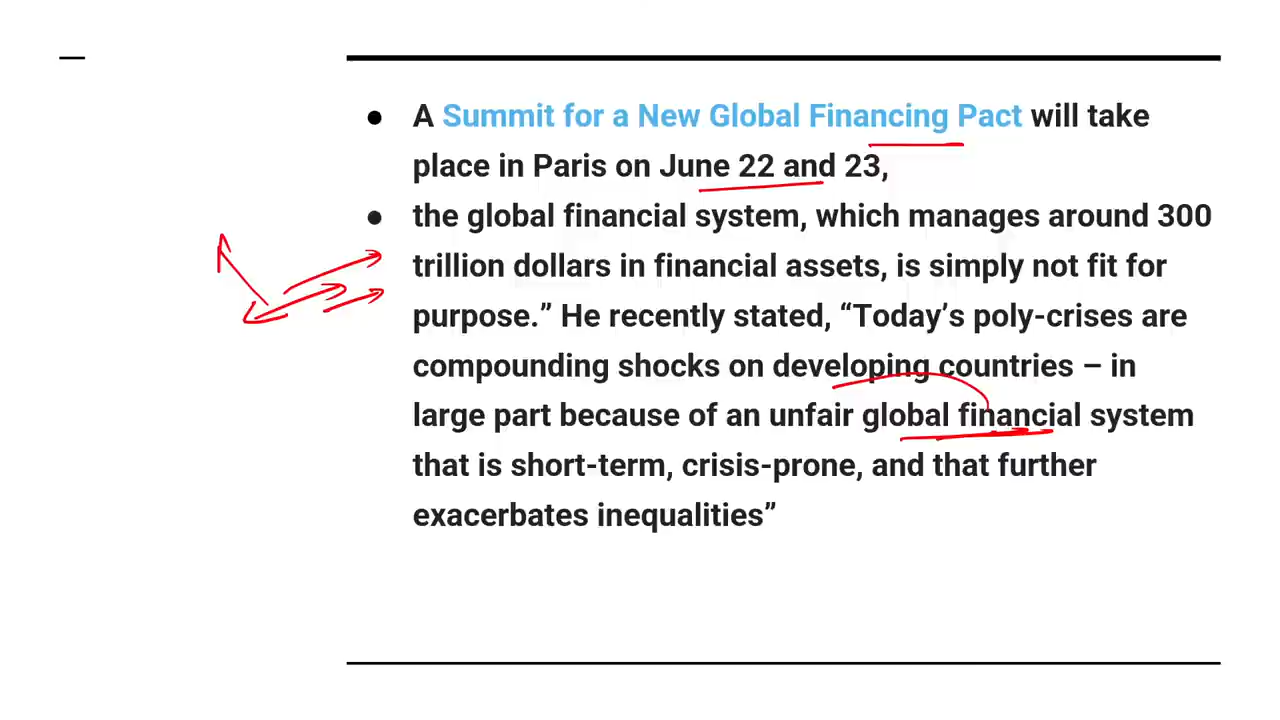 A Summit for a New Global Financing Pact will take
place in Paris on June 22 and 23,
the global financial system, which manages around 300
trillion dollars in financial assets, is simply not fit for
purpose.” He recently stated, “Today’s poly-crises are
compounding shocks on developing countries – in
large part because of an unfair global financial system
that is short-term, crisis-prone, and that further
exacerbates inequalities”